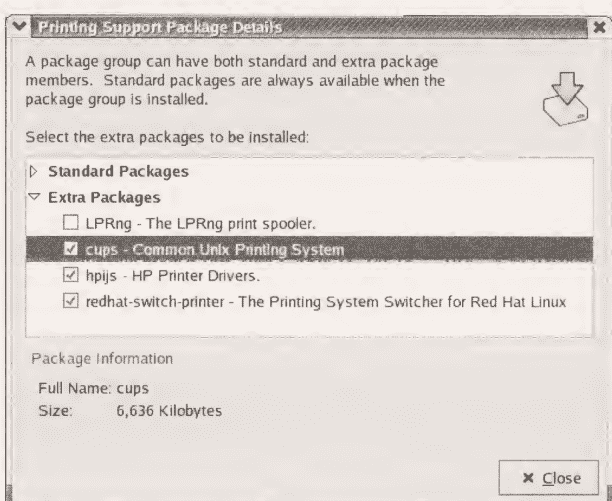 Printing Support Package Details
A package group can have both standard and extra package
members. Standard packages are always available when the
package group is installed.
Select the extra packages to be installed:
Standard Packages
Extra Packages
LPRng - The LPRng print spooler.
cups - Common Unix Printing System
hpijs - HP Printer Drivers.
redhat-switch-printer - The Printing System Switcher for Red Hat Linux
Package Information
Full Name: cups
Size: 6,636 Kilobytes
Close